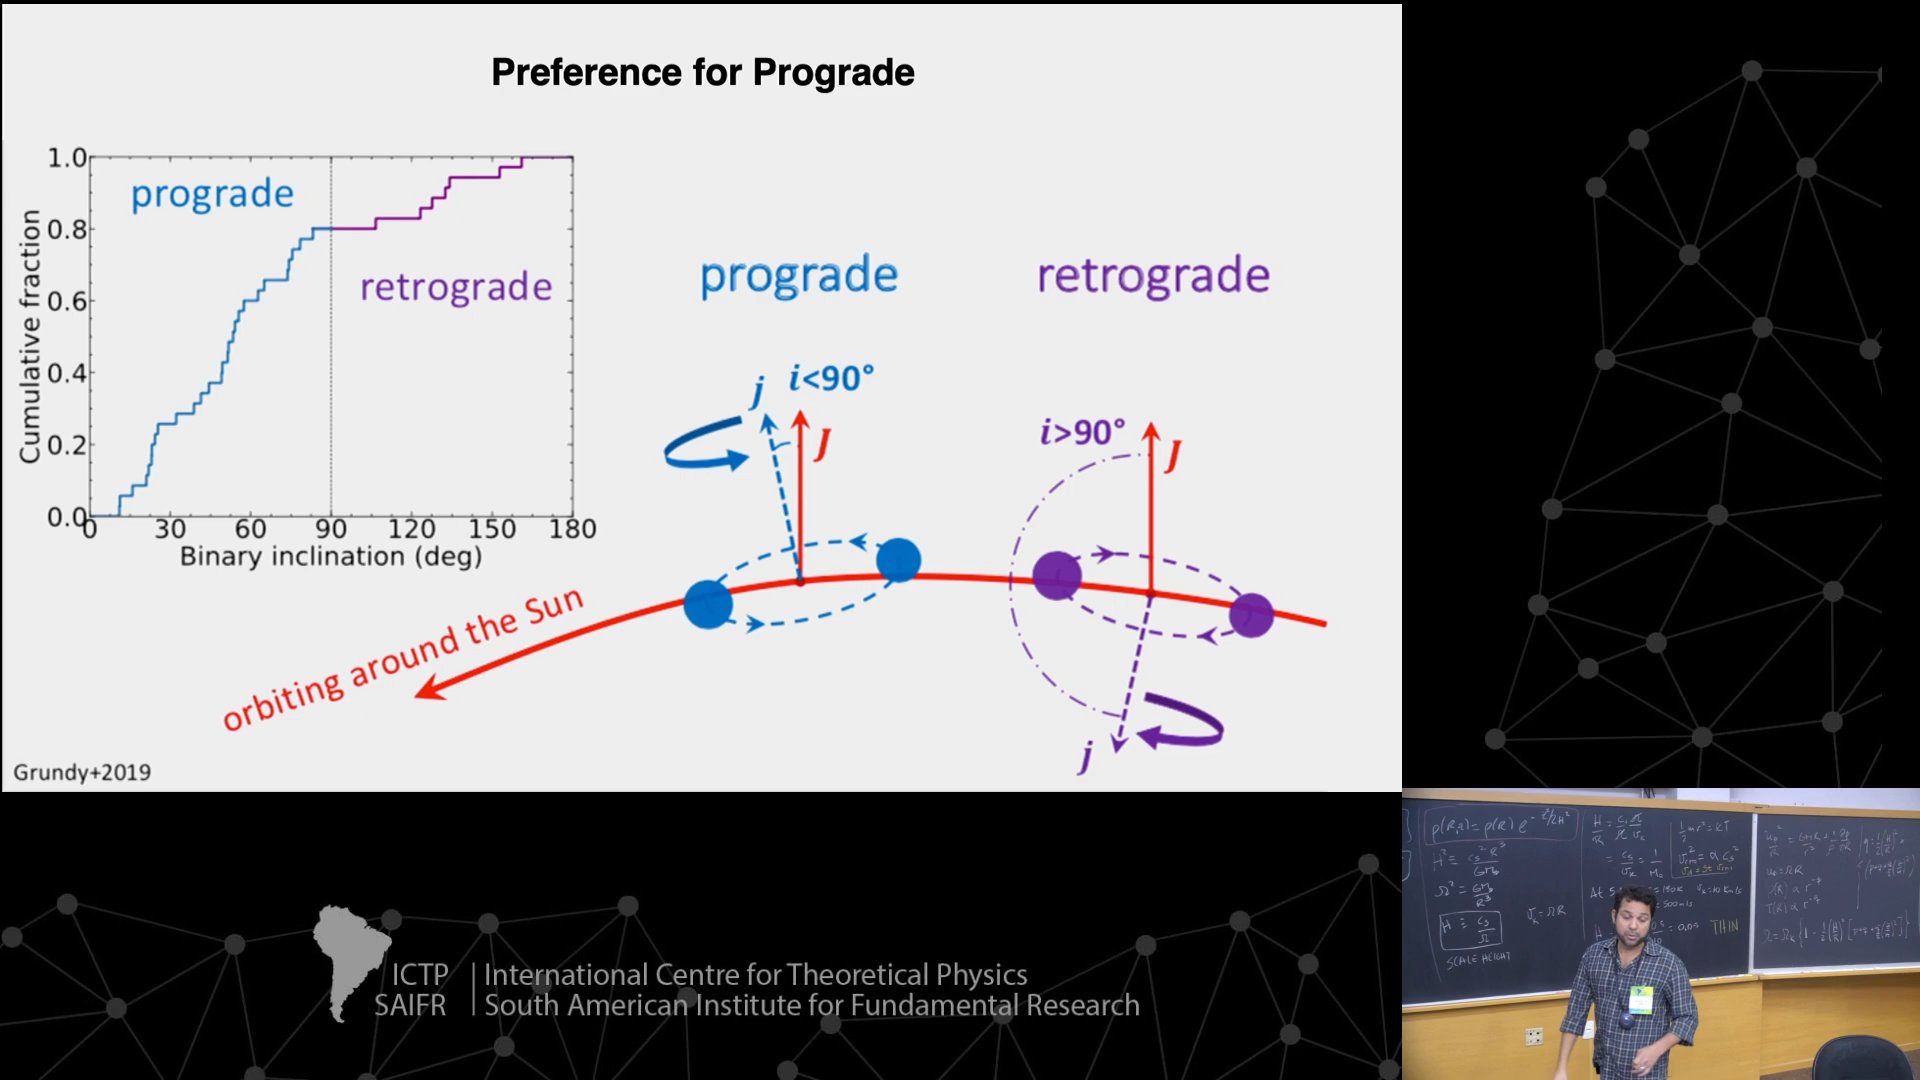 Preference for Prograde
1.0
0.8
0.6
0.4
0.2
0.0
Cumulative fraction
prograde
retrograde
0 30 60 90 120 150 180
Binary inclination (deg)
prograde
retrograde
j i<90°
J
i>90°
J
j
orbiting around the Sun
Grundy+2019
ICTP International Centre for Theoretical Physics
SAIFR South American Institute for Fundamental Research
SCALE HEIGHT
THIN